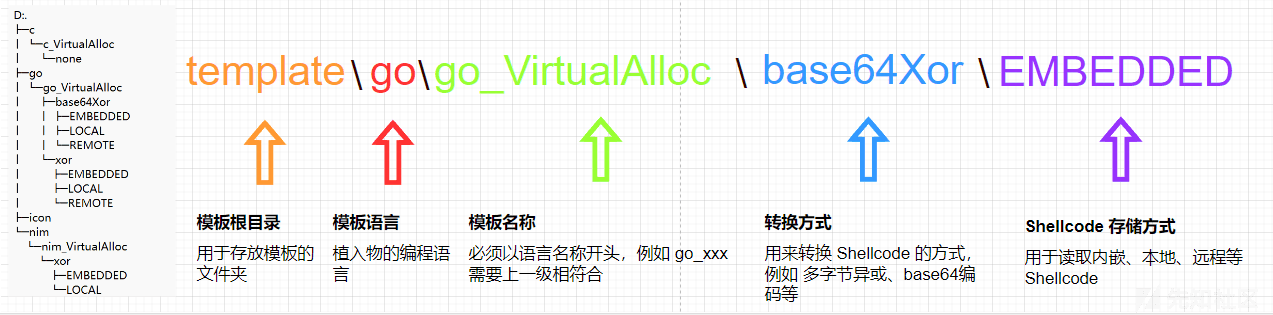 D:.
├─c
│ └─c_VirtualAlloc
│ └─none
├─go
│ └─go_VirtualAlloc
│ ├─base64Xor
│ │ ├─EMBEDDED
│ │ ├─LOCAL
│ │ └─REMOTE
│ └─xor
│ ├─EMBEDDED
│ ├─LOCAL
│ └─REMOTE
├─icon
└─nim
└─nim_VirtualAlloc
└─xor
├─EMBEDDED
└─LOCAL
template\go\go_VirtualAlloc \ base64Xor \ EMBEDDED
模板根目录
用于存放模板的
文件夹
模板语言
植入物的编程语
言
模板名称
必须以语言名称开头，例如 go_xxx
需要上一级相符合
转换方式
用来转换 Shellcode 的方式，
例如 多字节异或、base64编
码等
Shellcode 存储方式
用于读取内嵌、本地、远程等
Shellcode